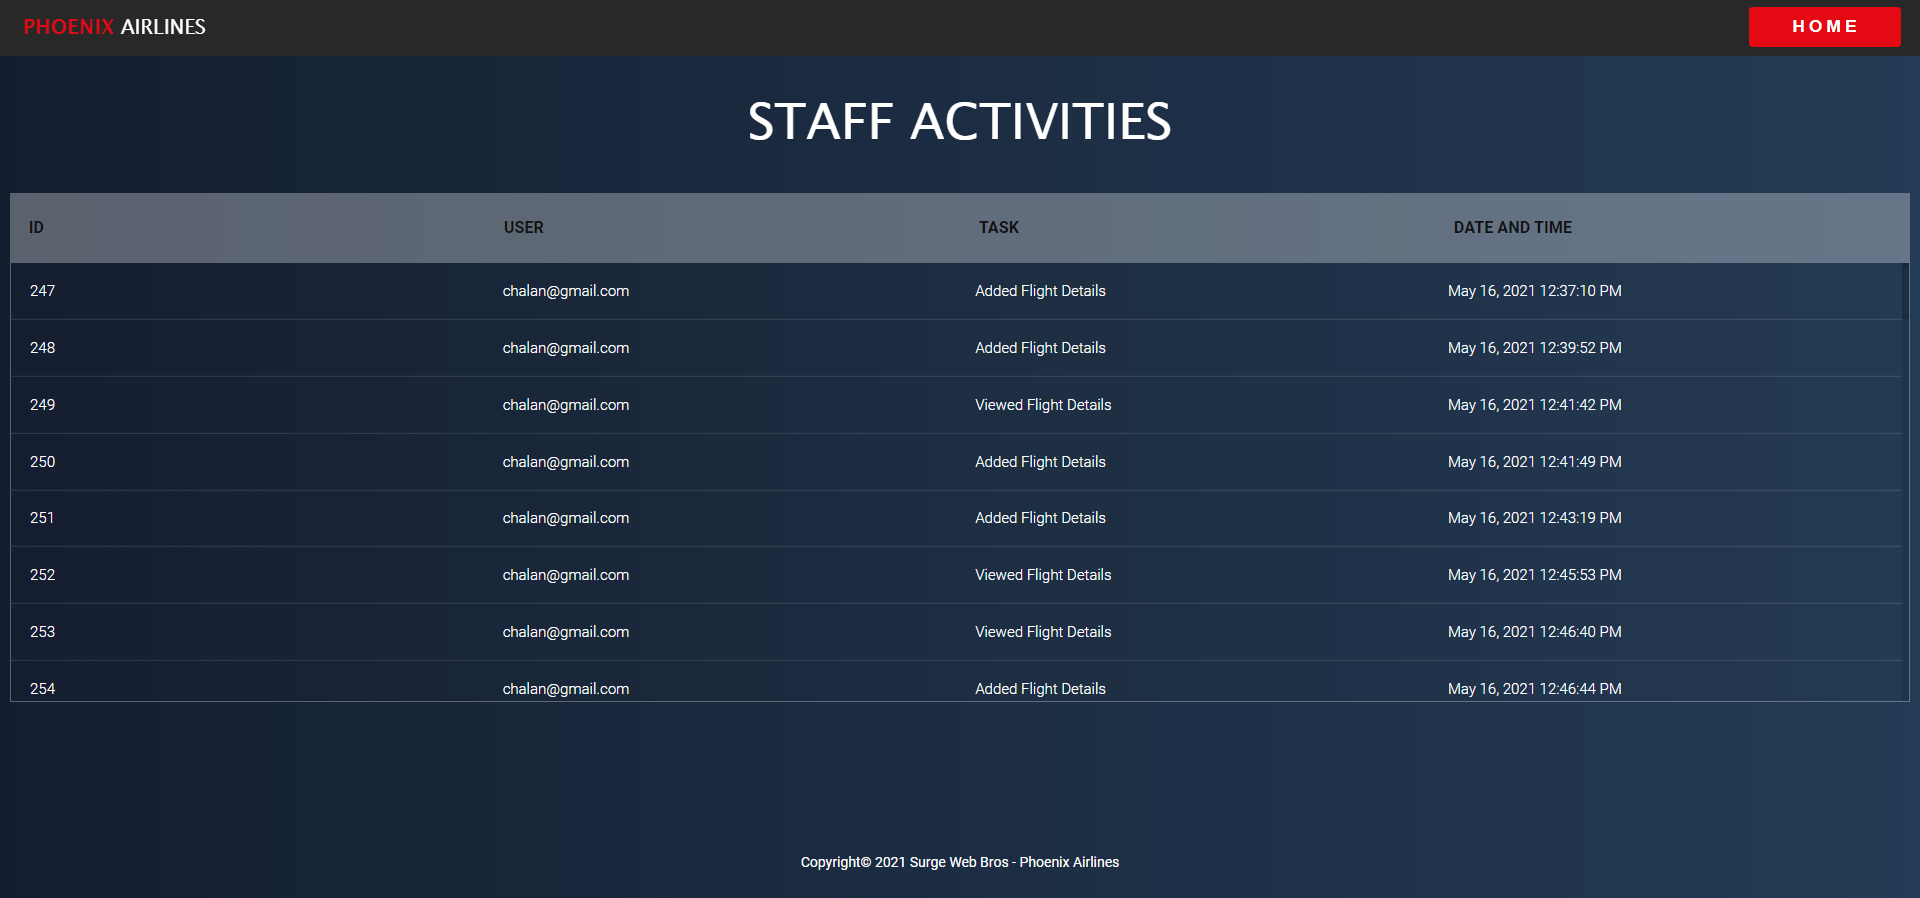 PHOENIX AIRLINES HOME
STAFF ACTIVITIES
ID USER TASK DATE AND TIME
247 chalan@gmail.com Added Flight Details May 16, 2021 12:37:10 PM
248 chalan@gmail.com Added Flight Details May 16, 2021 12:39:52 PM
249 chalan@gmail.com Viewed Flight Details May 16, 2021 12:41:42 PM
250 chalan@gmail.com Added Flight Details May 16, 2021 12:41:49 PM
251 chalan@gmail.com Added Flight Details May 16, 2021 12:43:19 PM
252 chalan@gmail.com Viewed Flight Details May 16, 2021 12:45:53 PM
253 chalan@gmail.com Viewed Flight Details May 16, 2021 12:46:40 PM
254 chalan@gmail.com Added Flight Details May 16, 2021 12:46:44 PM
Copyright© 2021 Surge Web Bros - Phoenix Airlines